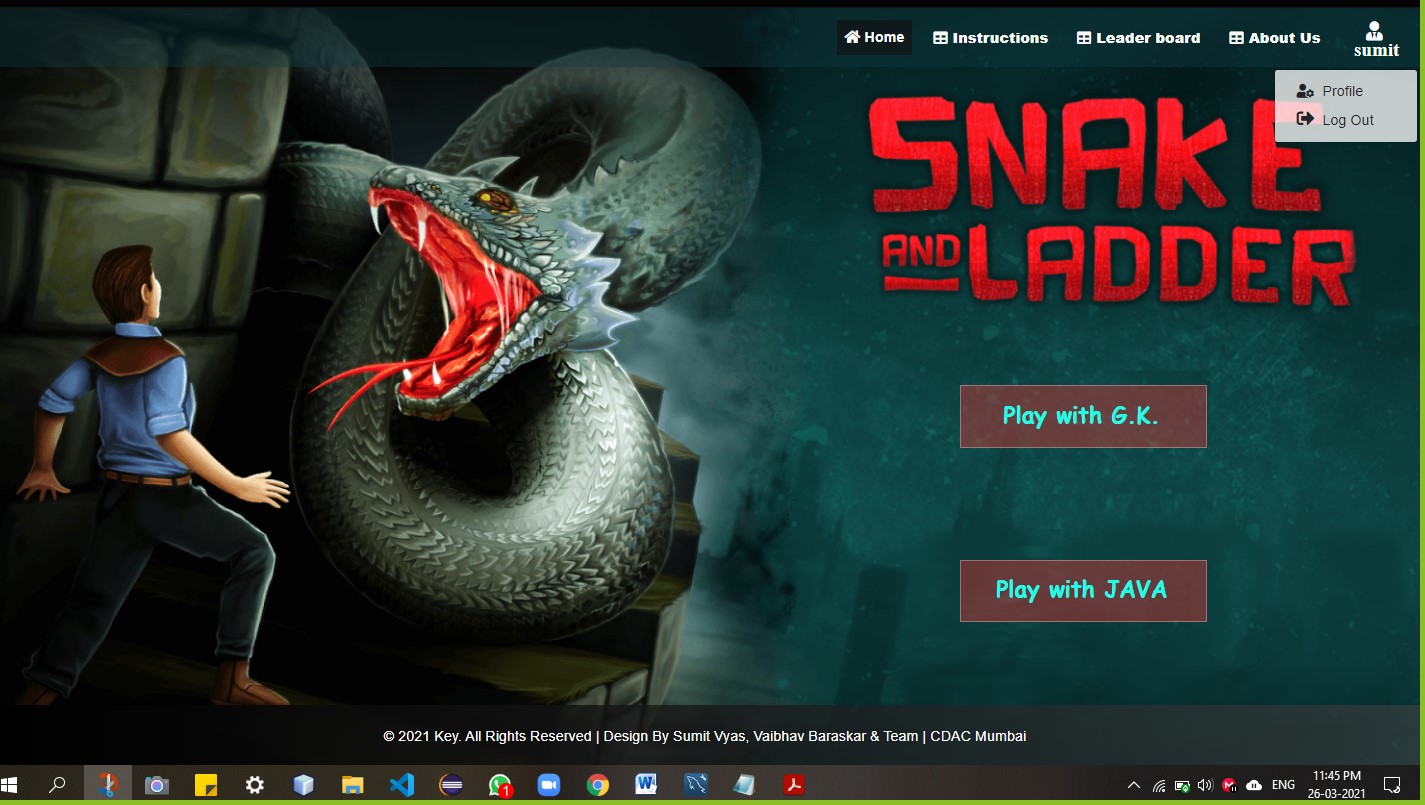 Home
Instructions
Leader board
About Us
sumit
Profile
Log Out
SNAKE
AND LADDER
Play with G.K.
Play with JAVA
© 2021 Key. All Rights Reserved | Design By Sumit Vyas, Vaibhav Baraskar & Team | CDAC Mumbai
1
W
ENG
11:45 PM
26-03-2021